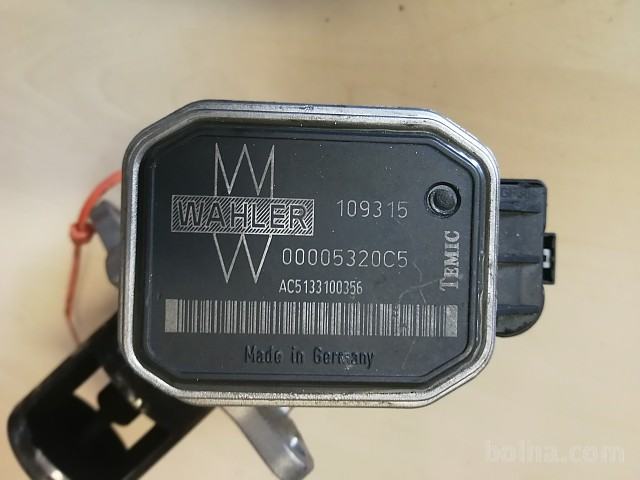 WAHLER
109315
00005320C5
AC5133100356
TEMIC
Made in Germany
bolha.com